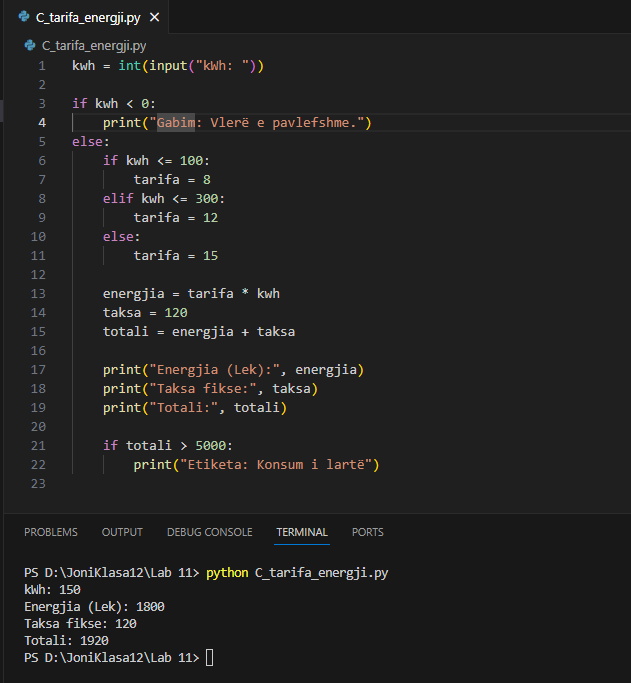 C_tarifa_energji.py ×
C_tarifa_energji.py
1 kwh = int(input("kWh: "))
2
3 if kwh < 0:
4     print("Gabim: Vlerë e pavlefshme.")
5 else:
6     if kwh <= 100:
7         tarifa = 8
8     elif kwh <= 300:
9         tarifa = 12
10     else:
11         tarifa = 15
12
13     energjia = tarifa * kwh
14     taksa = 120
15     totali = energjia + taksa
16
17     print("Energjia (Lek):", energjia)
18     print("Taksa fikse:", taksa)
19     print("Totali:", totali)
20
21     if totali > 5000:
22         print("Etiketa: Konsum i lartë")
23
PROBLEMS OUTPUT DEBUG CONSOLE TERMINAL PORTS
PS D:\JoniKlasa12\Lab 11> python C_tarifa_energji.py
kWh: 150
Energjia (Lek): 1800
Taksa fikse: 120
Totali: 1920
PS D:\JoniKlasa12\Lab 11>